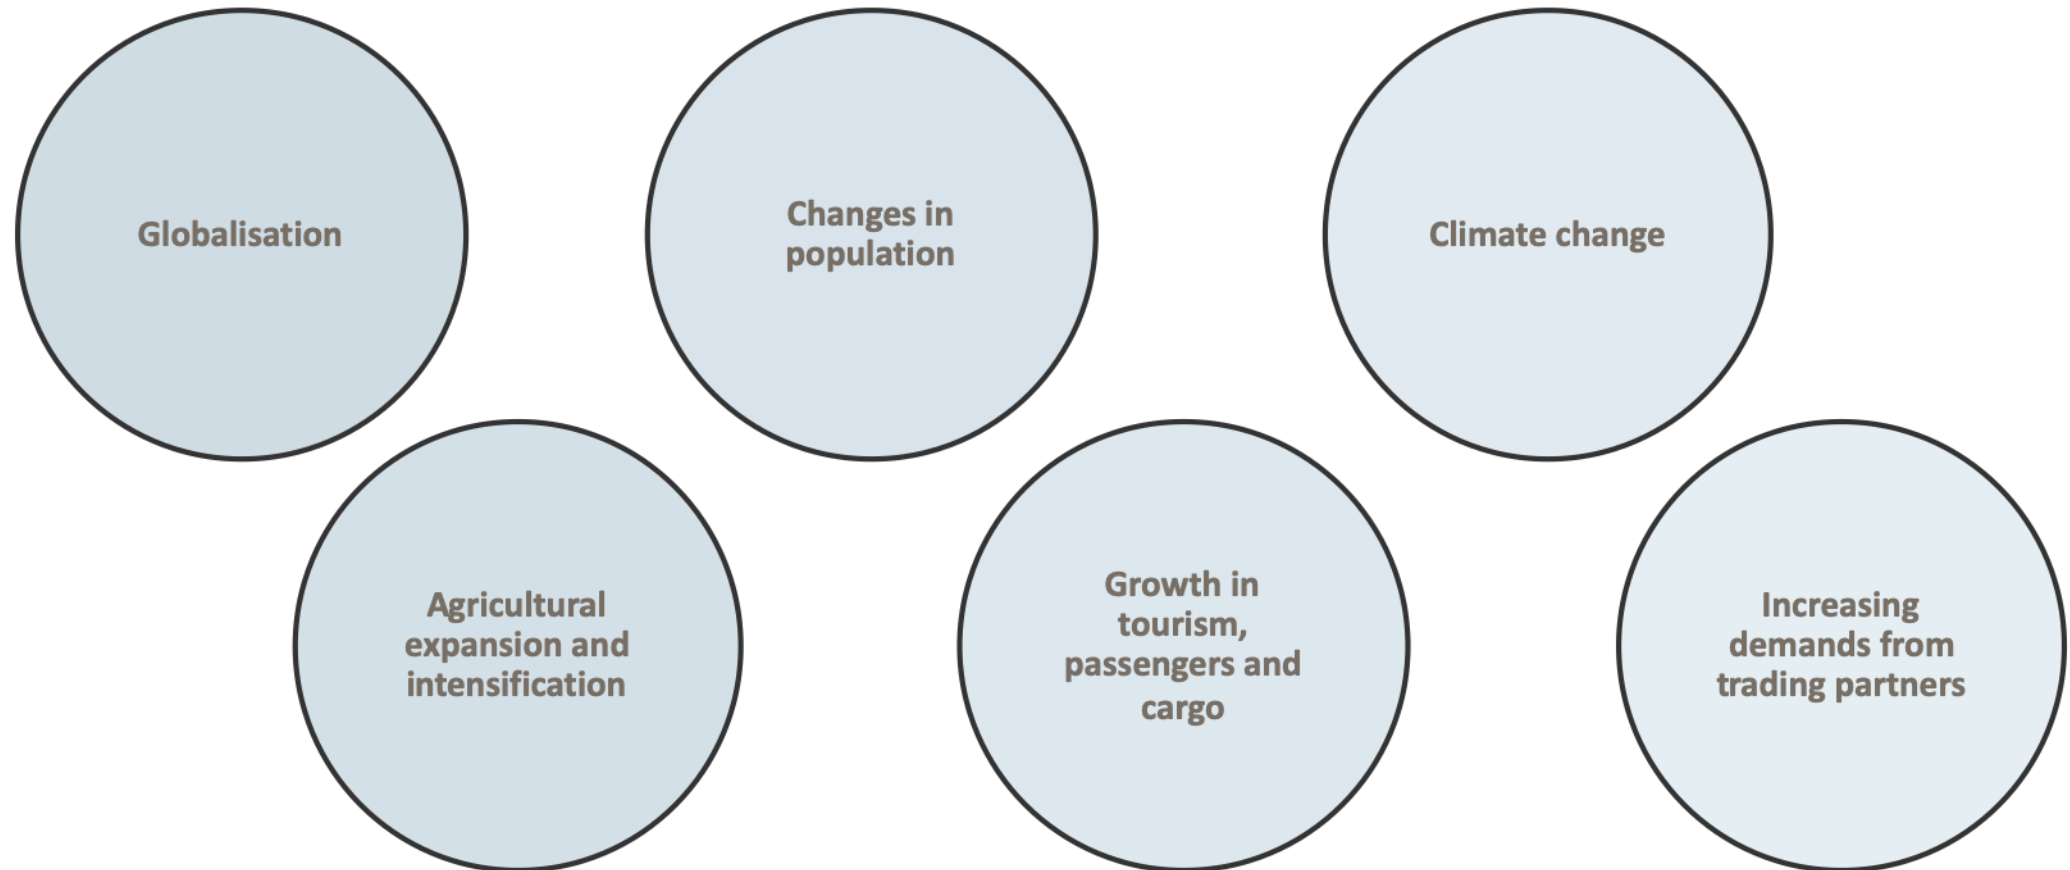 Globalisation
Changes in
population
Climate change
Agricultural
expansion and
intensification
Growth in
tourism,
passengers and
cargo
Increasing
demands from
trading partners